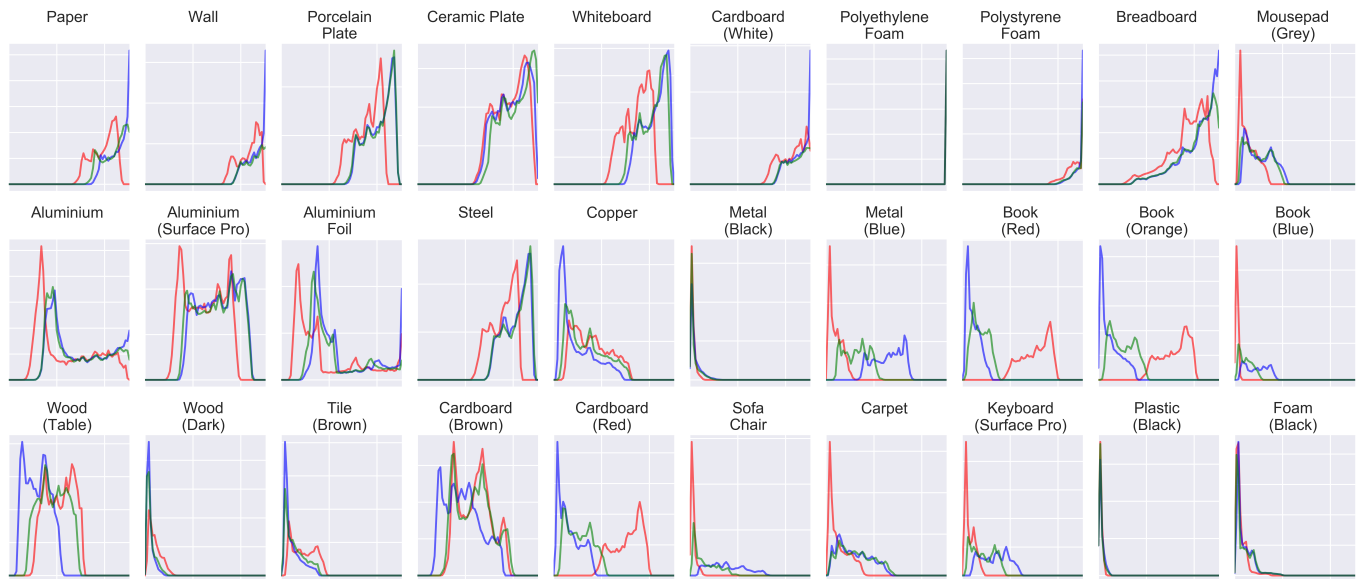 Paper
Wall
Porcelain
Plate
Ceramic Plate
Whiteboard
Cardboard
(White)
Polyethylene
Foam
Polystyrene
Foam
Breadboard
Mousepad
(Grey)
Aluminium
Aluminium
(Surface Pro)
Aluminium
Foil
Steel
Copper
Metal
(Black)
Metal
(Blue)
Book
(Red)
Book
(Orange)
Book
(Blue)
Wood
(Table)
Wood
(Dark)
Tile
(Brown)
Cardboard
(Brown)
Cardboard
(Red)
Sofa
Chair
Carpet
Keyboard
(Surface Pro)
Plastic
(Black)
Foam
(Black)